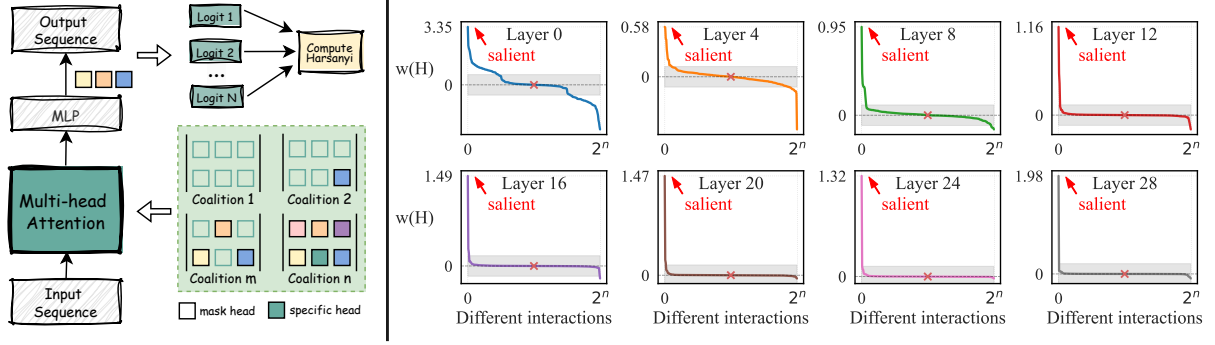 Output
Sequence
MLP
Multi-head
Attention
Input
Sequence
Logit 1
Logit 2
...
Logit N
Compute
Harsanyi
Coalition 1
Coalition 2
Coalition m
Coalition n
mask head
specific head
w(H)
3.35
0
Layer 0
salient
0
2^n
0.58
0
Layer 4
salient
0
2^n
0.95
0
Layer 8
salient
0
2^n
1.16
0
Layer 12
salient
0
2^n
w(H)
1.49
0
Layer 16
salient
0
2^n
Different interactions
1.47
0
Layer 20
salient
0
2^n
Different interactions
1.32
0
Layer 24
salient
0
2^n
Different interactions
1.98
0
Layer 28
salient
0
2^n
Different interactions